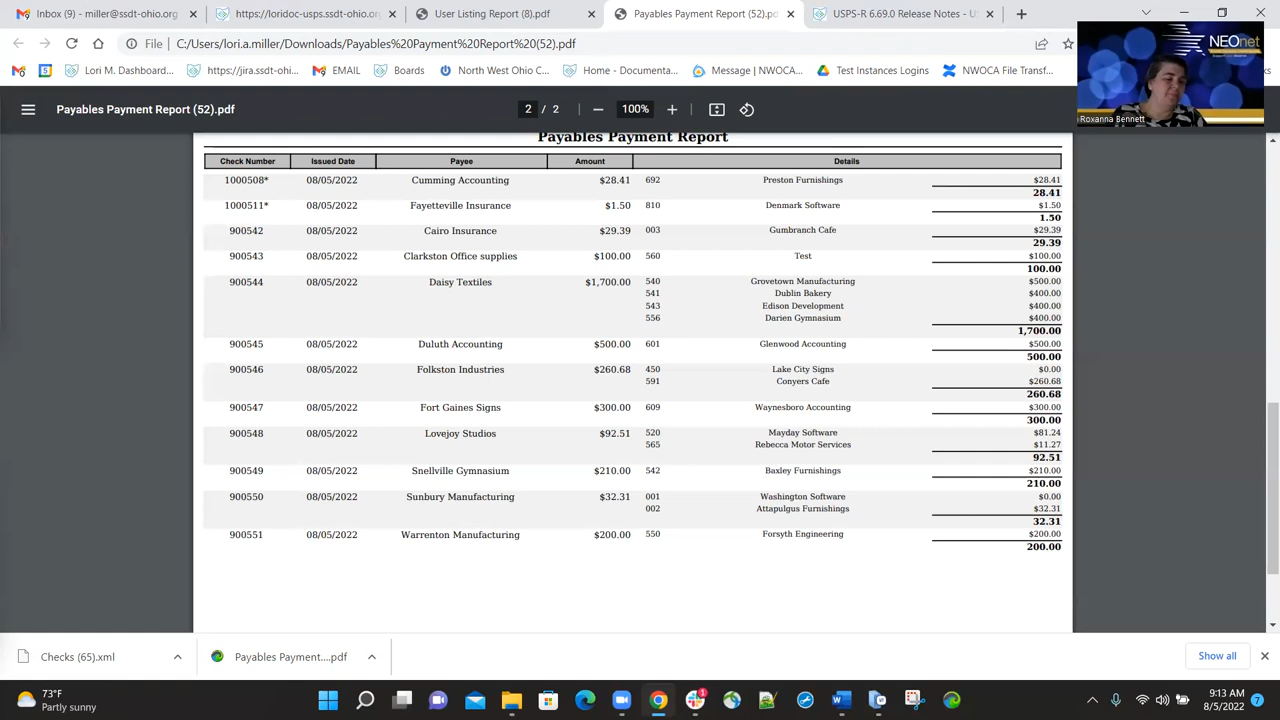 Inbox (9) - miller@ssdt-ohio.org
https://loridoc-usps.ssdt-ohio.org
User Listing Report (1).pdf
Payables Payment Report (52).pd
USPS-R 6.69.0 Release Notes - U
File
C:/Users/lori.a.miller/Downloads/Payables%20Payment%20Report%20(52).pdf
Lori M. Dashboard...
https://jira.ssdt-ohi...
EMAIL
Boards
North West Ohio C...
Home - Documenta...
Message | NWOCA...
Test Instances Logins
NWOCA File Transf...
NEOnet
Roxanna Bennett
Payables Payment Report (52).pdf
2 / 2
100%
Payables Payment Report
Check Number Issued Date Payee Amount Details
1000508* 08/05/2022 Cumming Accounting $28.41 692 Preston Furnishings $28.41
28.41
1000511* 08/05/2022 Fayetteville Insurance $1.50 810 Denmark Software $1.50
1.50
900542 08/05/2022 Cairo Insurance $29.39 003 Gumbranch Cafe $29.39
29.39
900543 08/05/2022 Clarkston Office supplies $100.00 560 Test $100.00
100.00
900544 08/05/2022 Daisy Textiles $1,700.00 540 Grovetown Manufacturing $500.00
541 Dublin Bakery $400.00
543 Edison Development $400.00
556 Darien Gymnasium $400.00
1,700.00
900545 08/05/2022 Duluth Accounting $500.00 601 Glenwood Accounting $500.00
500.00
900546 08/05/2022 Folkston Industries $260.68 450 Lake City Signs $0.00
591 Conyers Cafe $260.68
260.68
900547 08/05/2022 Fort Gaines Signs $300.00 609 Waynesboro Accounting $300.00
300.00
900548 08/05/2022 Lovejoy Studios $92.51 520 Mayday Software $81.24
565 Rebecca Motor Services $11.27
92.51
900549 08/05/2022 Snellville Gymnasium $210.00 542 Baxley Furnishings $210.00
210.00
900550 08/05/2022 Sunbury Manufacturing $32.31 001 Washington Software $0.00
002 Attapulgus Furnishings $32.31
32.31
900551 08/05/2022 Warrenton Manufacturing $200.00 550 Forsyth Engineering $200.00
200.00
Checks (65).xml
Payables Payment....pdf
Show all
73°F
Partly sunny
1
9:13 AM
8/5/2022
7